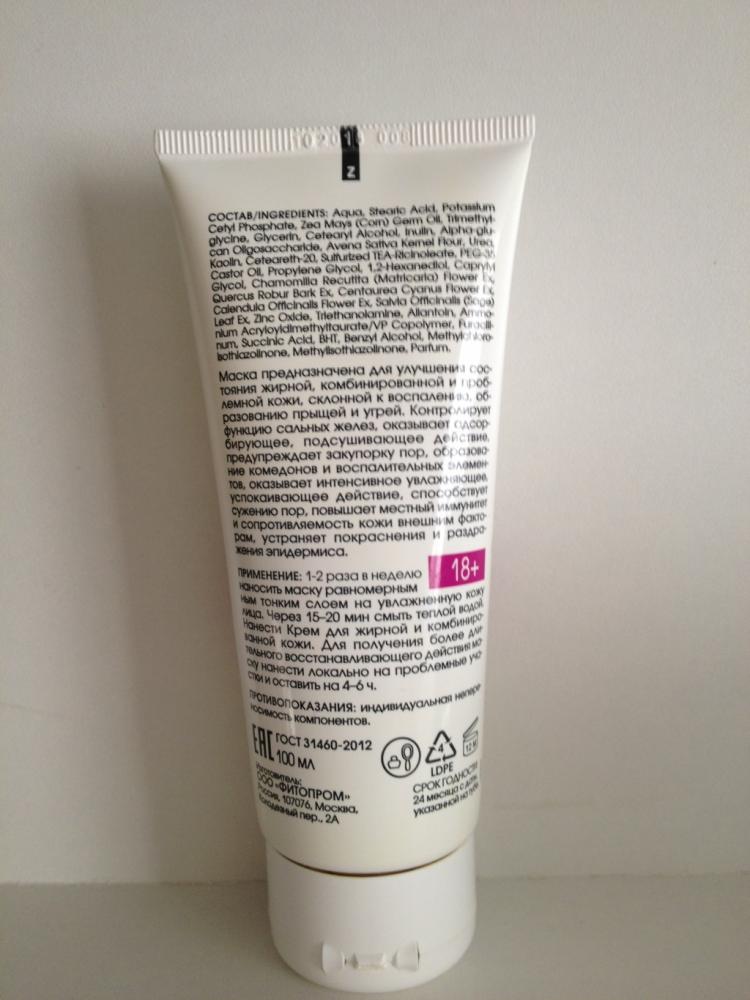 102018 006
Z
СОСТАВ/INGREDIENTS: Aqua, Stearic Acid, Potassium
Cetyl Phosphate, Zea Mays (Corn) Germ Oil, Trimethyl-
glycine, Glycerin, Cetearyl Alcohol, Inulin, Alpha-glu-
can Oligosaccharide, Avena Sativa Kernel Flour, Urea,
Kaolin, Ceteareth-20, Sulfurized TEA-Ricinoleate, PEG-35
Castor Oil, Propylene Glycol, 1,2-Hexanediol, Caprylyl
Glycol, Chamomilla Recutita (Matricaria) Flower Ex,
Quercus Robur Bark Ex, Centaurea Cyanus Flower Ex,
Calendula Officinalis Flower Ex, Salvia Officinalis (Sage)
Leaf Ex, Zinc Oxide, Triethanolamine, Allantoin, Ammo-
nium Acryloyldimethyltaurate/VP Copolymer, Furacili-
num, Succinic Acid, BHT, Benzyl Alcohol, Methylchloro-
isothiazolinone, Methylisothiazolinone, Parfum.
Маска предназначена для улучшения сос-
тояния жирной, комбинированной и проб-
лемной кожи, склонной к воспалению, об-
разованию прыщей и угрей. Контролирует
функцию сальных желез, оказывает адсор-
бирующее, подсушивающее действие,
предупреждает закупорку пор, образова-
ние комедонов и воспалительных элемен-
тов, оказывает интенсивное увлажняющее,
успокаивающее действие, способствует
сужению пор, повышает местный иммунитет
и сопротивляемость кожи внешним факто-
рам, устраняет покраснения и раздра-
жения эпидермиса.
ПРИМЕНЕНИЕ: 1-2 раза в неделю
наносить маску равномерным
18+
ным тонким слоем на увлажненную кожу
лица. Через 15-20 мин смыть теплой водой.
Нанести Крем для жирной и комбиниро-
ванной кожи. Для получения более дли-
тельного восстанавливающего действия ма-
ску нанести локально на проблемные уча-
стки и оставить на 4-6 ч.
ПРОТИВОПОКАЗАНИЯ: индивидуальная непере-
носимость компонентов.
EAC ГОСТ 31460-2012
100 МЛ
4
LDPE
12 M
Изготовитель:
ООО «ФИТОПРОМ»
Россия, 107076, Москва,
Колодезный пер., 2А
СРОК ГОДНОСТИ
24 месяца с даты,
указанной на тубе